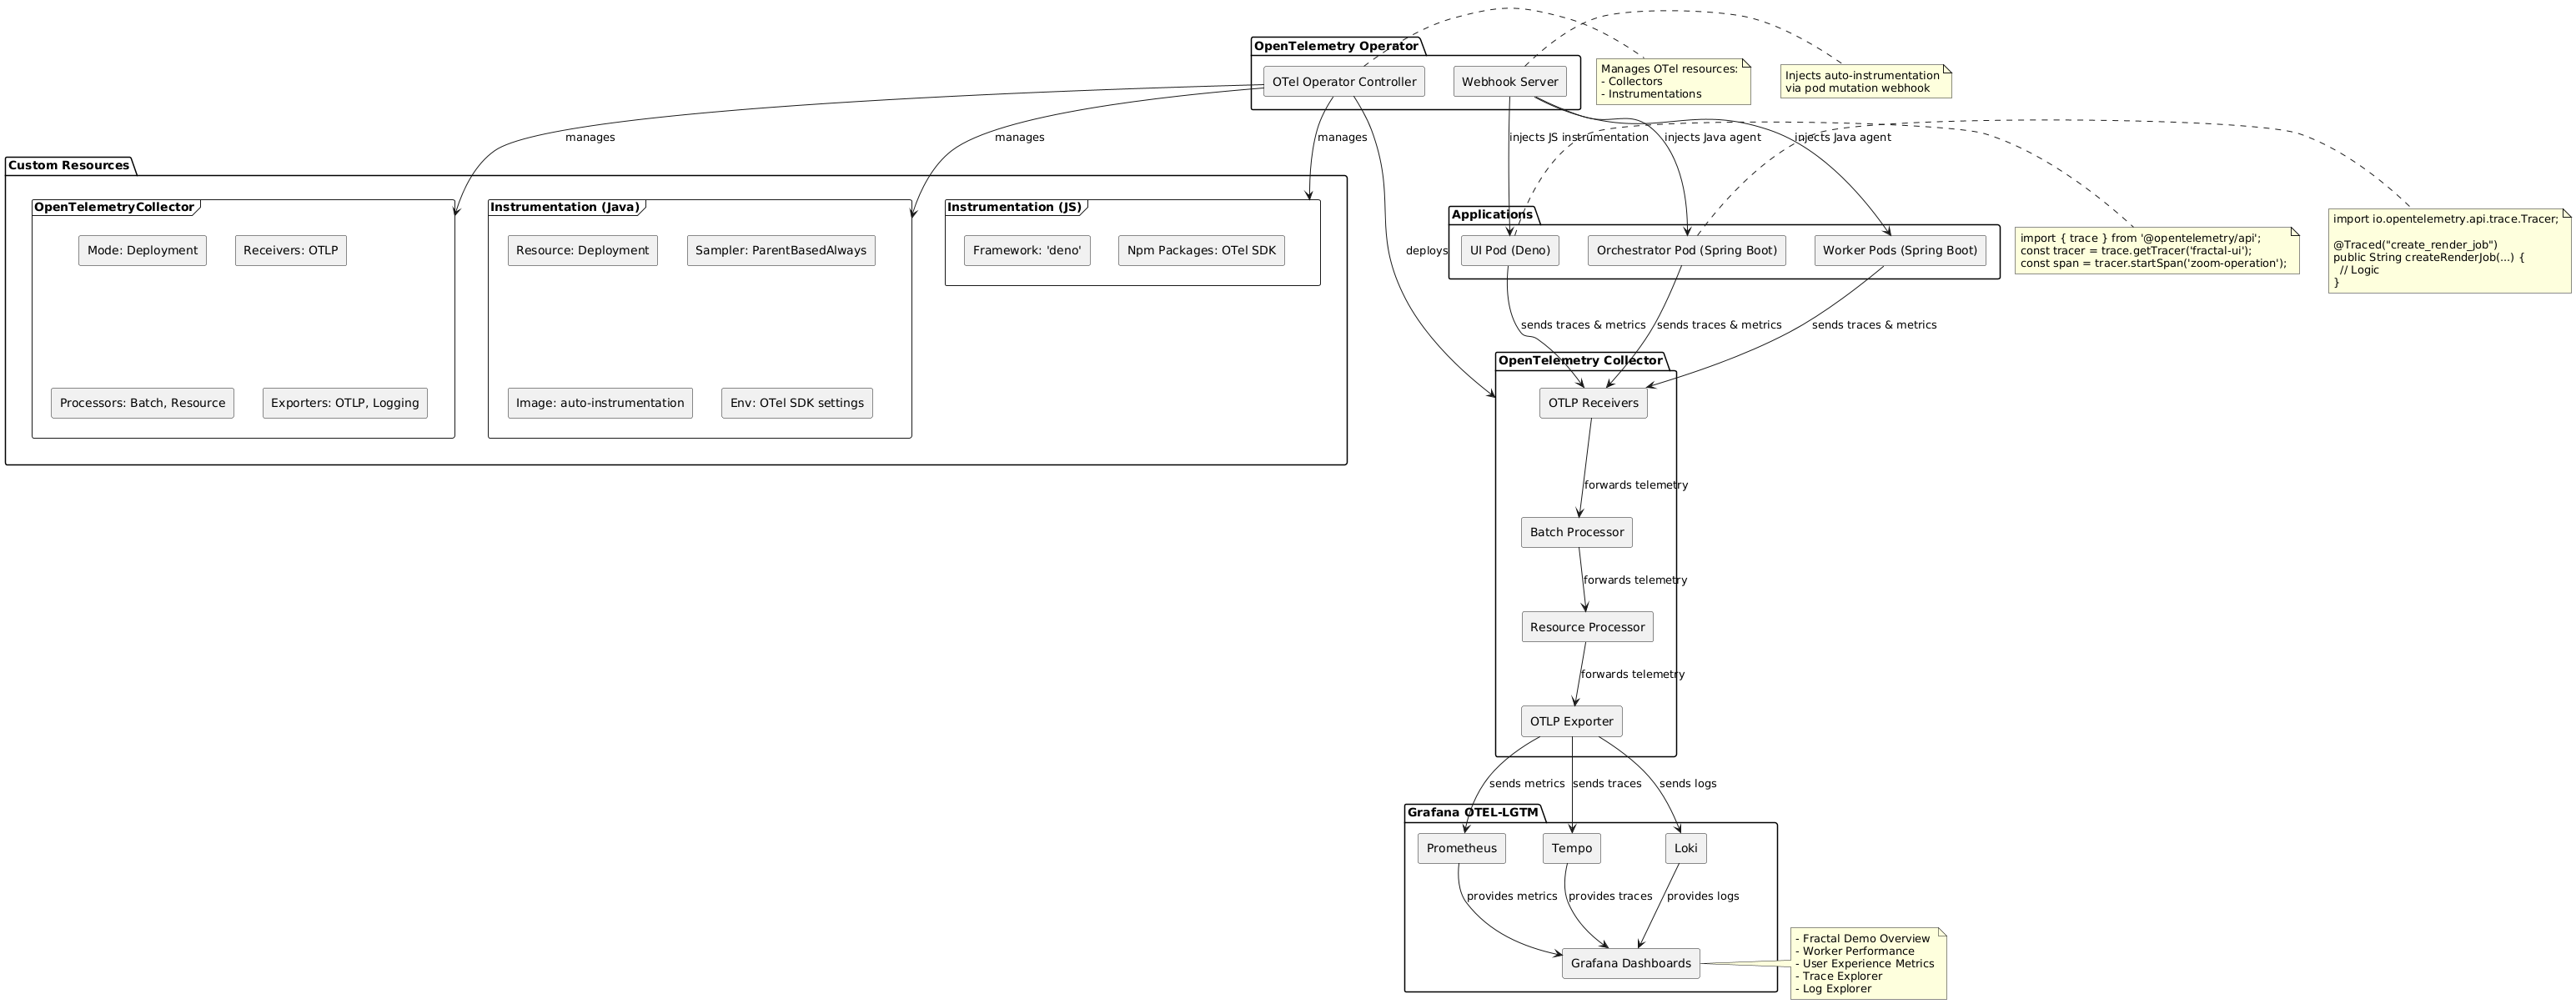 OpenTelemetry Operator
OTel Operator Controller
Webhook Server
Manages OTel resources:
- Collectors
- Instrumentations
Injects auto-instrumentation
via pod mutation webhook
manages
manages
manages
injects JS instrumentation
injects Java agent
injects Java agent
Custom Resources
OpenTelemetryCollector
Mode: Deployment
Receivers: OTLP
Processors: Batch, Resource
Exporters: OTLP, Logging
Instrumentation (Java)
Resource: Deployment
Sampler: ParentBasedAlways
Image: auto-instrumentation
Env: OTel SDK settings
Instrumentation (JS)
Framework: 'deno'
Npm Packages: OTel SDK
deploys
Applications
UI Pod (Deno)
Orchestrator Pod (Spring Boot)
Worker Pods (Spring Boot)
import { trace } from '@opentelemetry/api';
const tracer = trace.getTracer('fractal-ui');
const span = tracer.startSpan('zoom-operation');
import io.opentelemetry.api.trace.Tracer;
@Traced("create_render_job")
public String createRenderJob(...) {
// Logic
}
sends traces & metrics
sends traces & metrics
sends traces & metrics
OpenTelemetry Collector
OTLP Receivers
forwards telemetry
Batch Processor
forwards telemetry
Resource Processor
forwards telemetry
OTLP Exporter
sends metrics
sends traces
sends logs
Grafana OTEL-LGTM
Prometheus
Tempo
Loki
provides metrics
provides traces
provides logs
Grafana Dashboards
- Fractal Demo Overview
- Worker Performance
- User Experience Metrics
- Trace Explorer
- Log Explorer